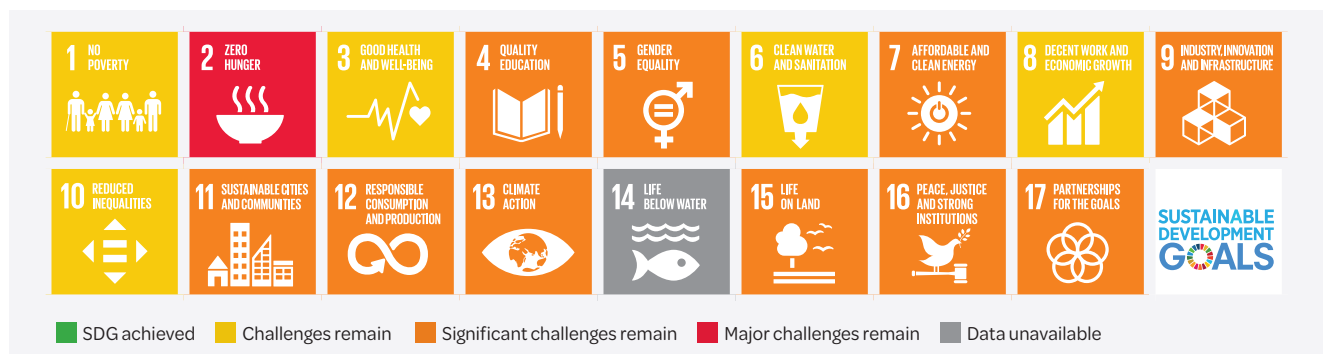 1 NO
POVERTY
2 ZERO
HUNGER
3 GOOD HEALTH
AND WELL-BEING
4 QUALITY
EDUCATION
5 GENDER
EQUALITY
6 CLEAN WATER
AND SANITATION
7 AFFORDABLE AND
CLEAN ENERGY
8 DECENT WORK AND
ECONOMIC GROWTH
9 INDUSTRY, INNOVATION
AND INFRASTRUCTURE
10 REDUCED
INEQUALITIES
11 SUSTAINABLE CITIES
AND COMMUNITIES
12 RESPONSIBLE
CONSUMPTION
AND PRODUCTION
13 CLIMATE
ACTION
14 LIFE
BELOW WATER
15 LIFE
ON LAND
16 PEACE, JUSTICE
AND STRONG
INSTITUTIONS
17 PARTNERSHIPS
FOR THE GOALS
SUSTAINABLE
DEVELOPMENT
GOALS
SDG achieved
Challenges remain
Significant challenges remain
Major challenges remain
Data unavailable